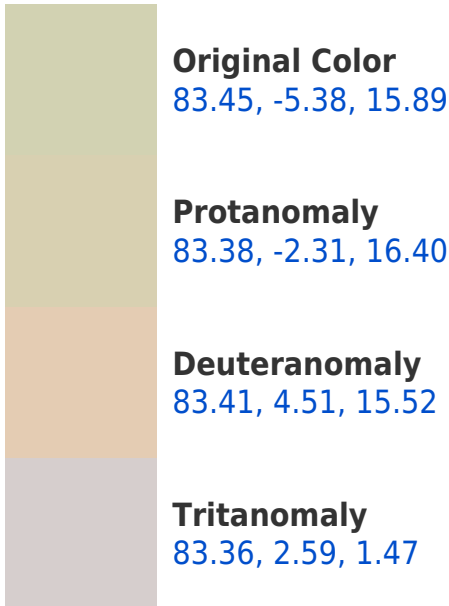 Original Color
83.45, -5.38, 15.89
Protanomaly
83.38, -2.31, 16.40
Deuteranomaly
83.41, 4.51, 15.52
Tritanomaly
83.36, 2.59, 1.47